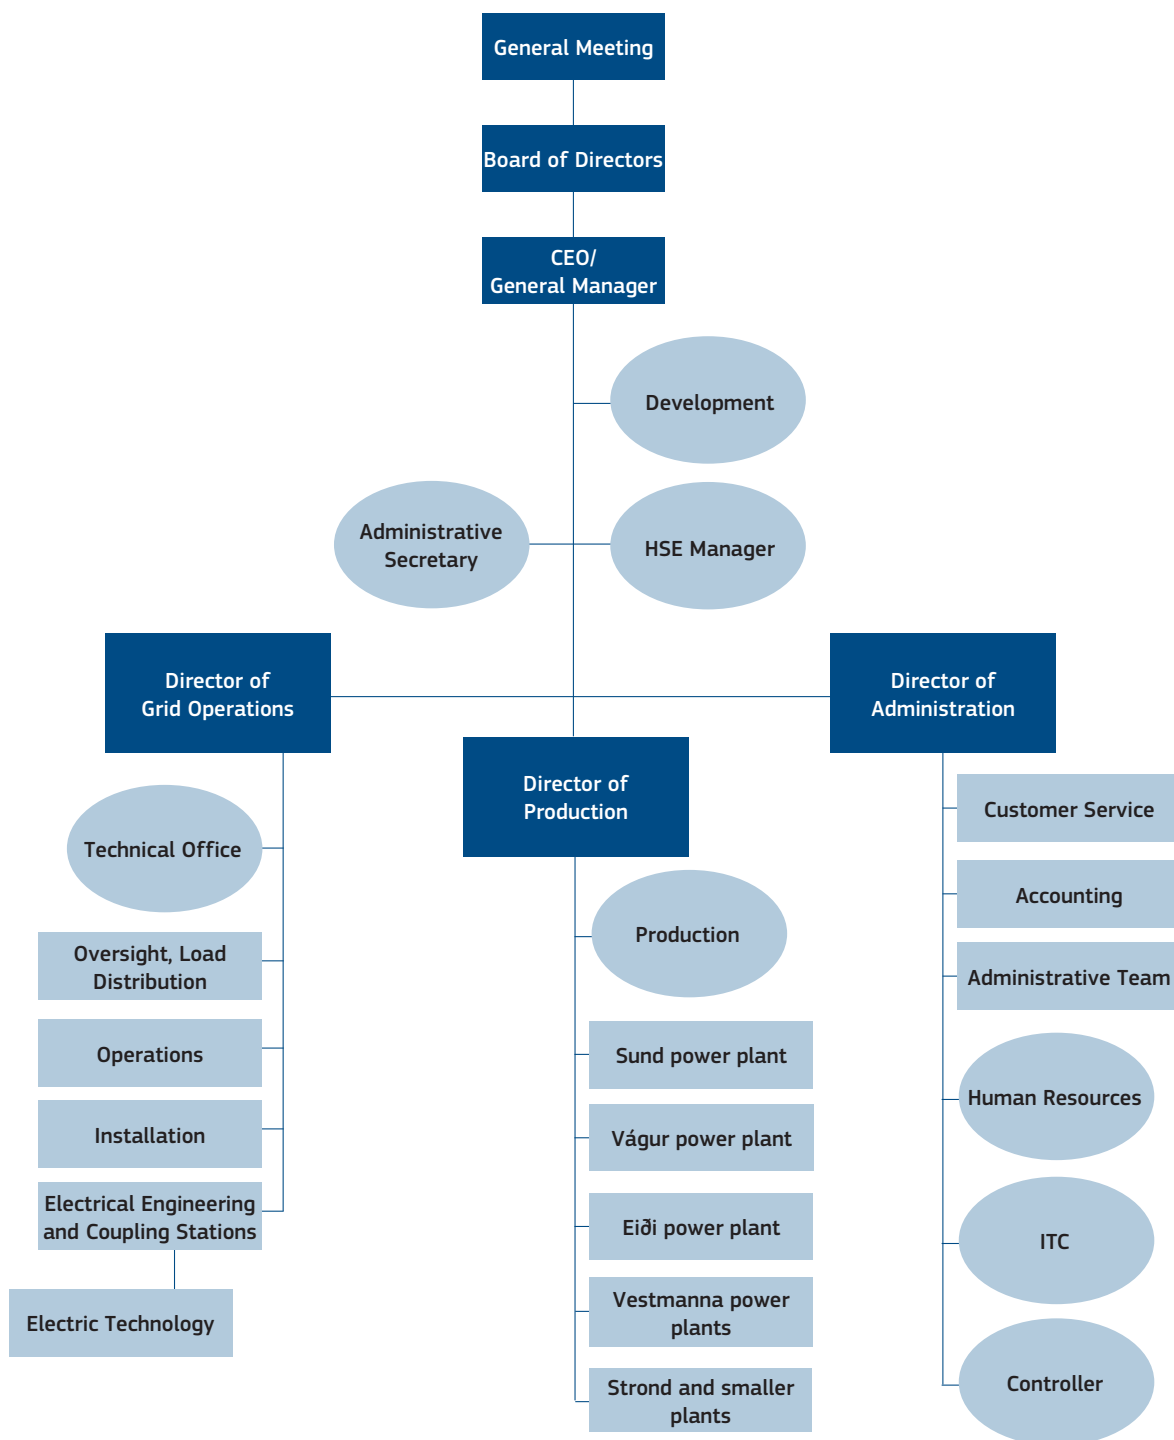 General Meeting
Board of Directors
CEO/
General Manager
Development
Administrative
Secretary
HSE Manager
Director of
Grid Operations
Director of
Administration
Director of
Production
Technical Office
Oversight, Load
Distribution
Operations
Installation
Electrical Engineering
and Coupling Stations
Electric Technology
Production
Sund power plant
Vágur power plant
Eiði power plant
Vestmanna power
plants
Strond and smaller
plants
Customer Service
Accounting
Administrative Team
Human Resources
ITC
Controller